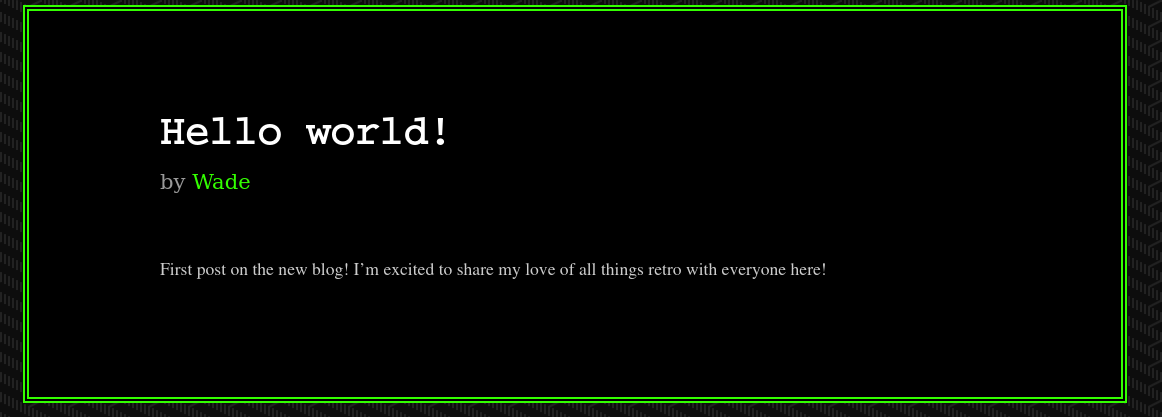 Hello world!
by Wade
First post on the new blog! I’m excited to share my love of all things retro with everyone here!